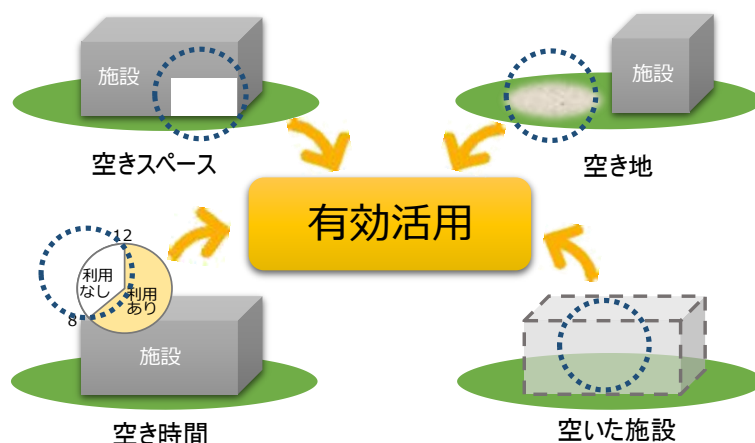 施設
空きスペース
施設
空き地
有効活用
12
利用
なし
利用
あり
8
施設
空き時間
空いた施設